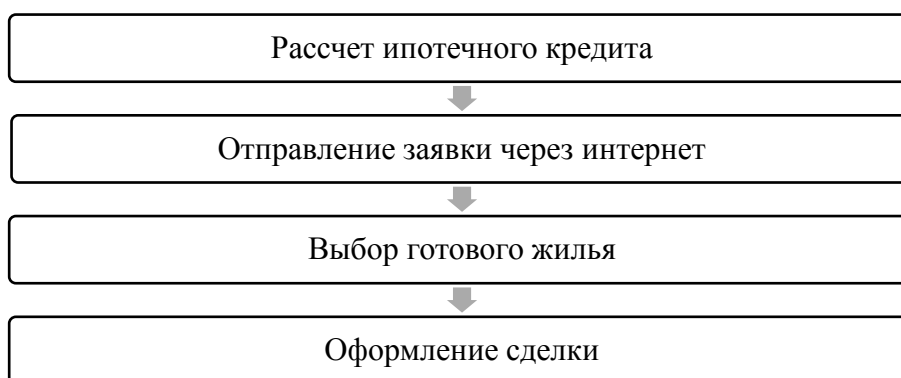 Рассчет ипотечного кредита
Отправление заявки через интернет
Выбор готового жилья
Оформление сделки